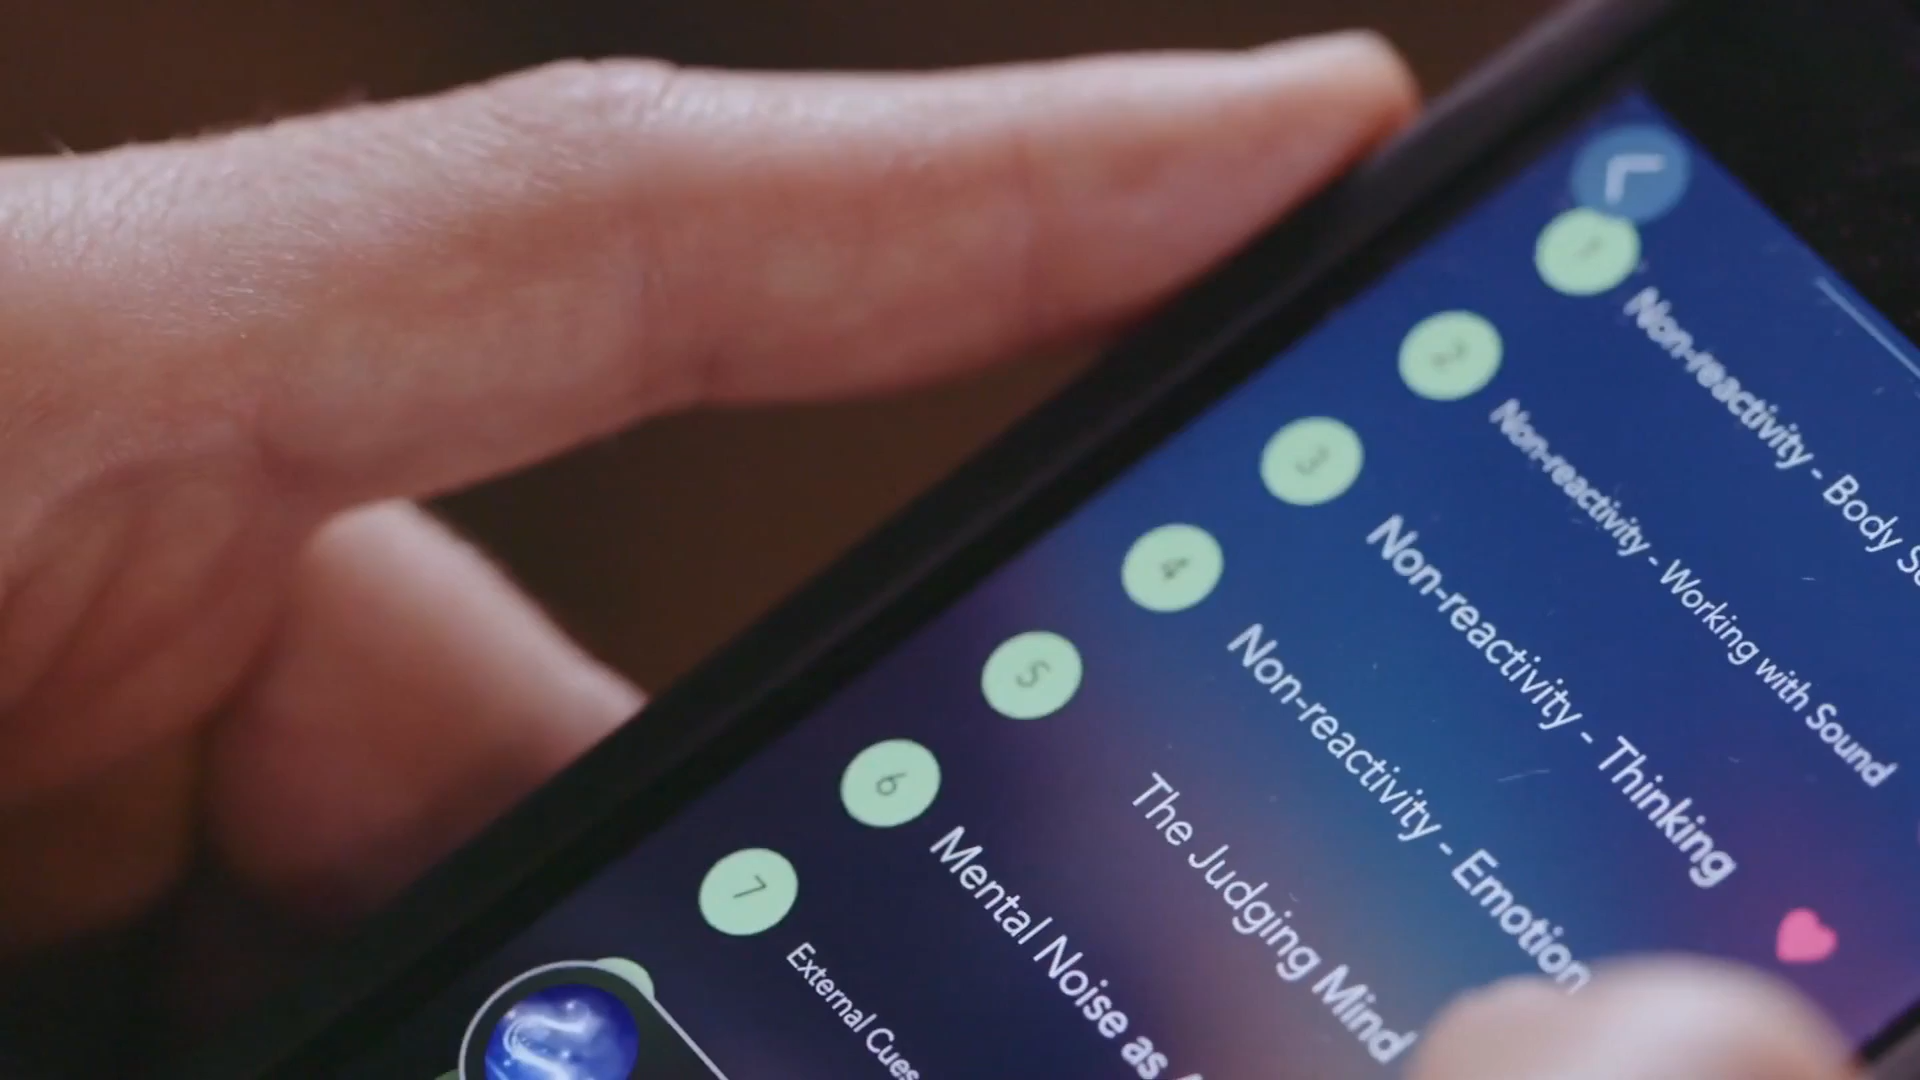 1
Non-reactivity - Body
2
Non-reactivity - Working with Sound
3
Non-reactivity - Thinking
4
Non-reactivity - Emotion
5
The Judging Mind
6
Mental Noise as
7
External Cues